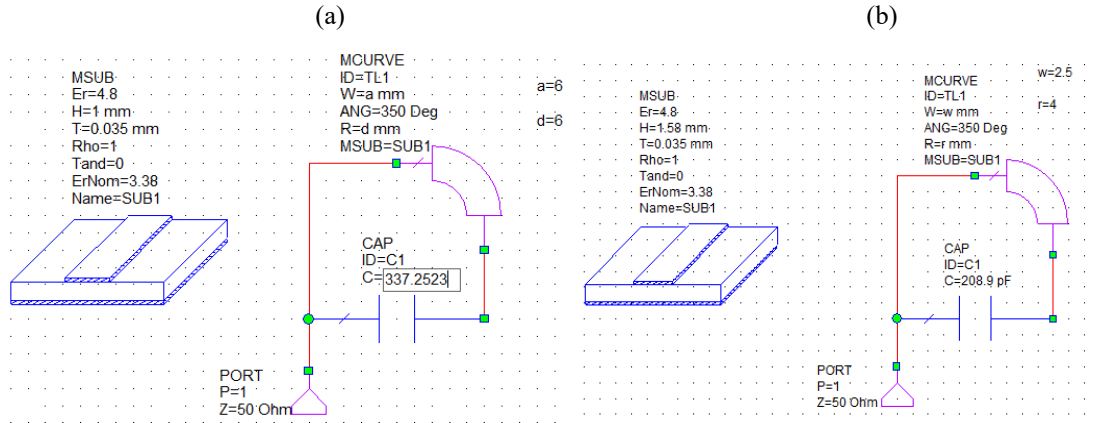 (a)
(b)
MSUB
Er=4.8
H=1 mm
T=0.035 mm
Rho=1
Tand=0
ErNom=3.38
Name=SUB1
MCURVE
ID=TL1
W=a mm
ANG=350 Deg
R=d mm
MSUB=SUB1
a=6
d=6
CAP
ID=C1
C=337.2523
PORT
P=1
Z=50 Ohm
MSUB
Er=4.8
H=1.58 mm
T=0.035 mm
Rho=1
Tand=0
ErNom=3.38
Name=SUB1
MCURVE
ID=TL1
W=w mm
ANG=350 Deg
R=r mm
MSUB=SUB1
w=2.5
r=4
CAP
ID=C1
C=208.9 pF
PORT
P=1
Z=50 Ohm